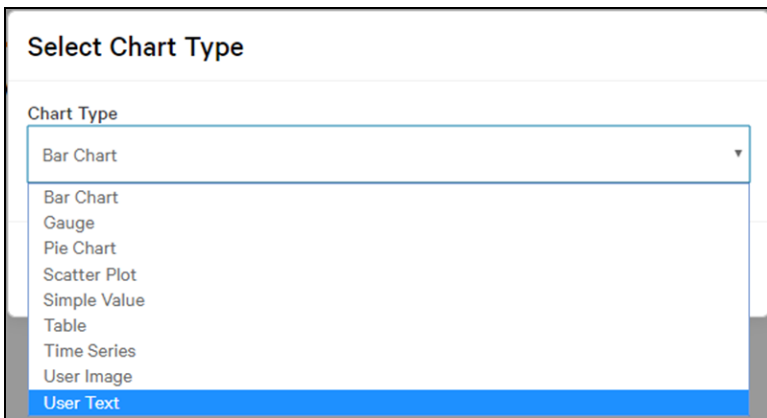 Select Chart Type
Chart Type
Bar Chart
Bar Chart
Gauge
Pie Chart
Scatter Plot
Simple Value
Table
Time Series
User Image
User Text